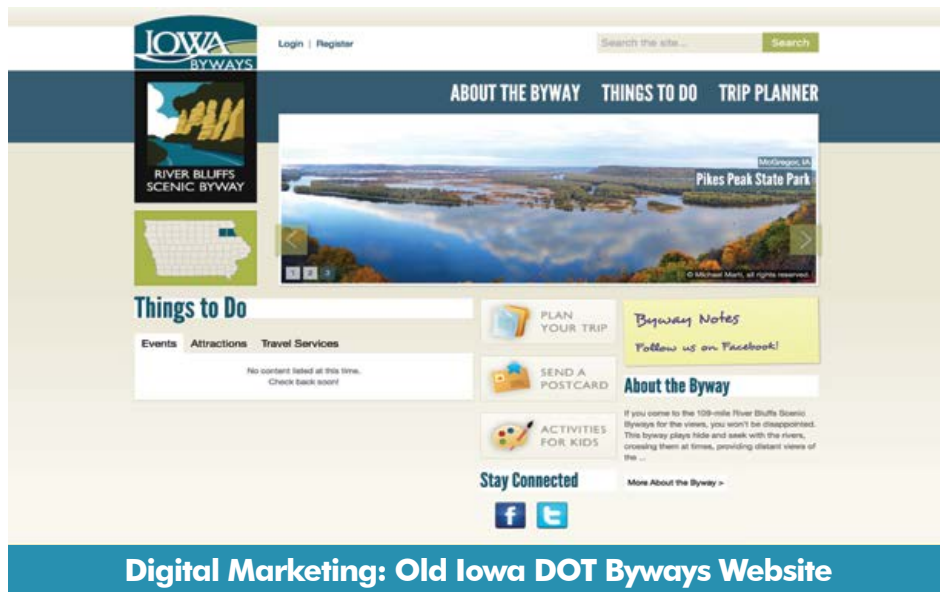 IOWA
BYWAYS
Login | Register
Search the site...
Search
RIVER BLUFFS
SCENIC BYWAY
ABOUT THE BYWAY THINGS TO DO TRIP PLANNER
McGregor, IA
Pikes Peak State Park
1 2 3
© Michael Marti, all rights reserved.
Things to Do
Events Attractions Travel Services
No content listed at this time.
Check back soon!
PLAN
YOUR TRIP
SEND A
POSTCARD
ACTIVITIES
FOR KIDS
Stay Connected
f t
Byway Notes
Follow us on Facebook!
About the Byway
If you come to the 109-mile River Bluffs Scenic
Byways for the views, you won't be disappointed.
This byway plays hide and seek with the rivers,
crossing them at times, providing distant views of
the ...
More About the Byway >
Digital Marketing: Old Iowa DOT Byways Website